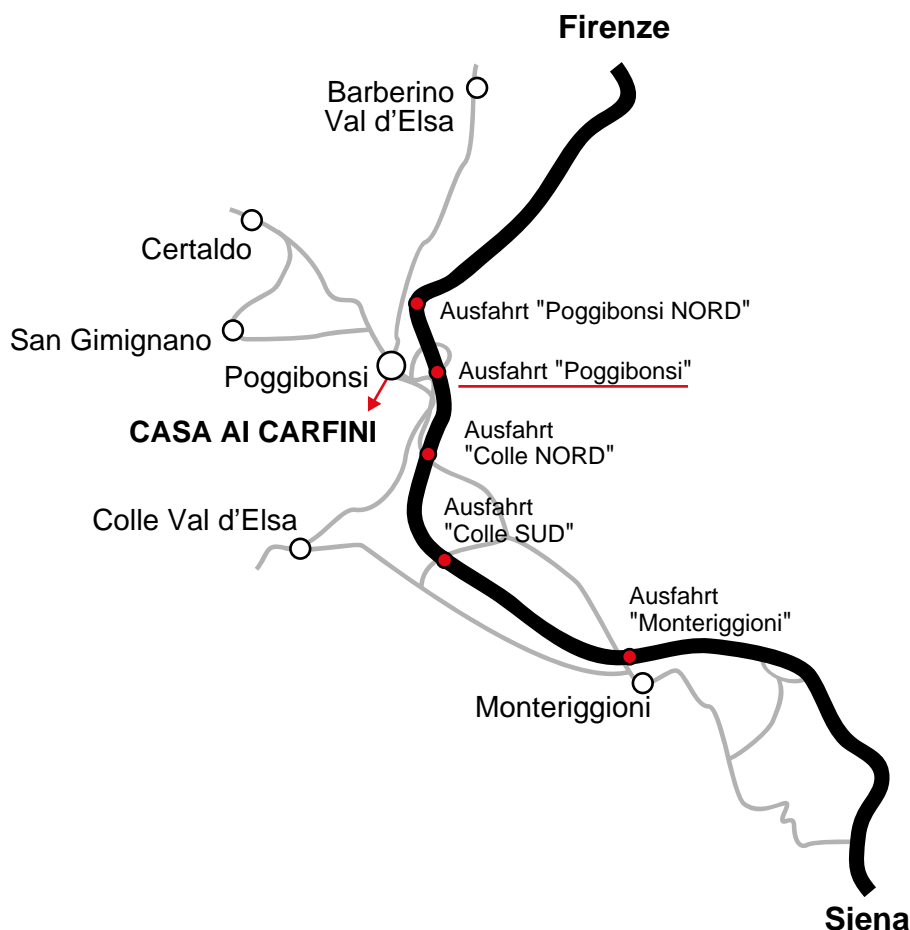 Firenze
Barberino
Val d'Elsa
Certaldo
San Gimignano
Ausfahrt "Poggibonsi NORD"
Poggibonsi
Ausfahrt "Poggibonsi"
CASA AI CARFINI
Ausfahrt
"Colle NORD"
Colle Val d'Elsa
Ausfahrt
"Colle SUD"
Ausfahrt
"Monteriggioni"
Monteriggioni
Siena